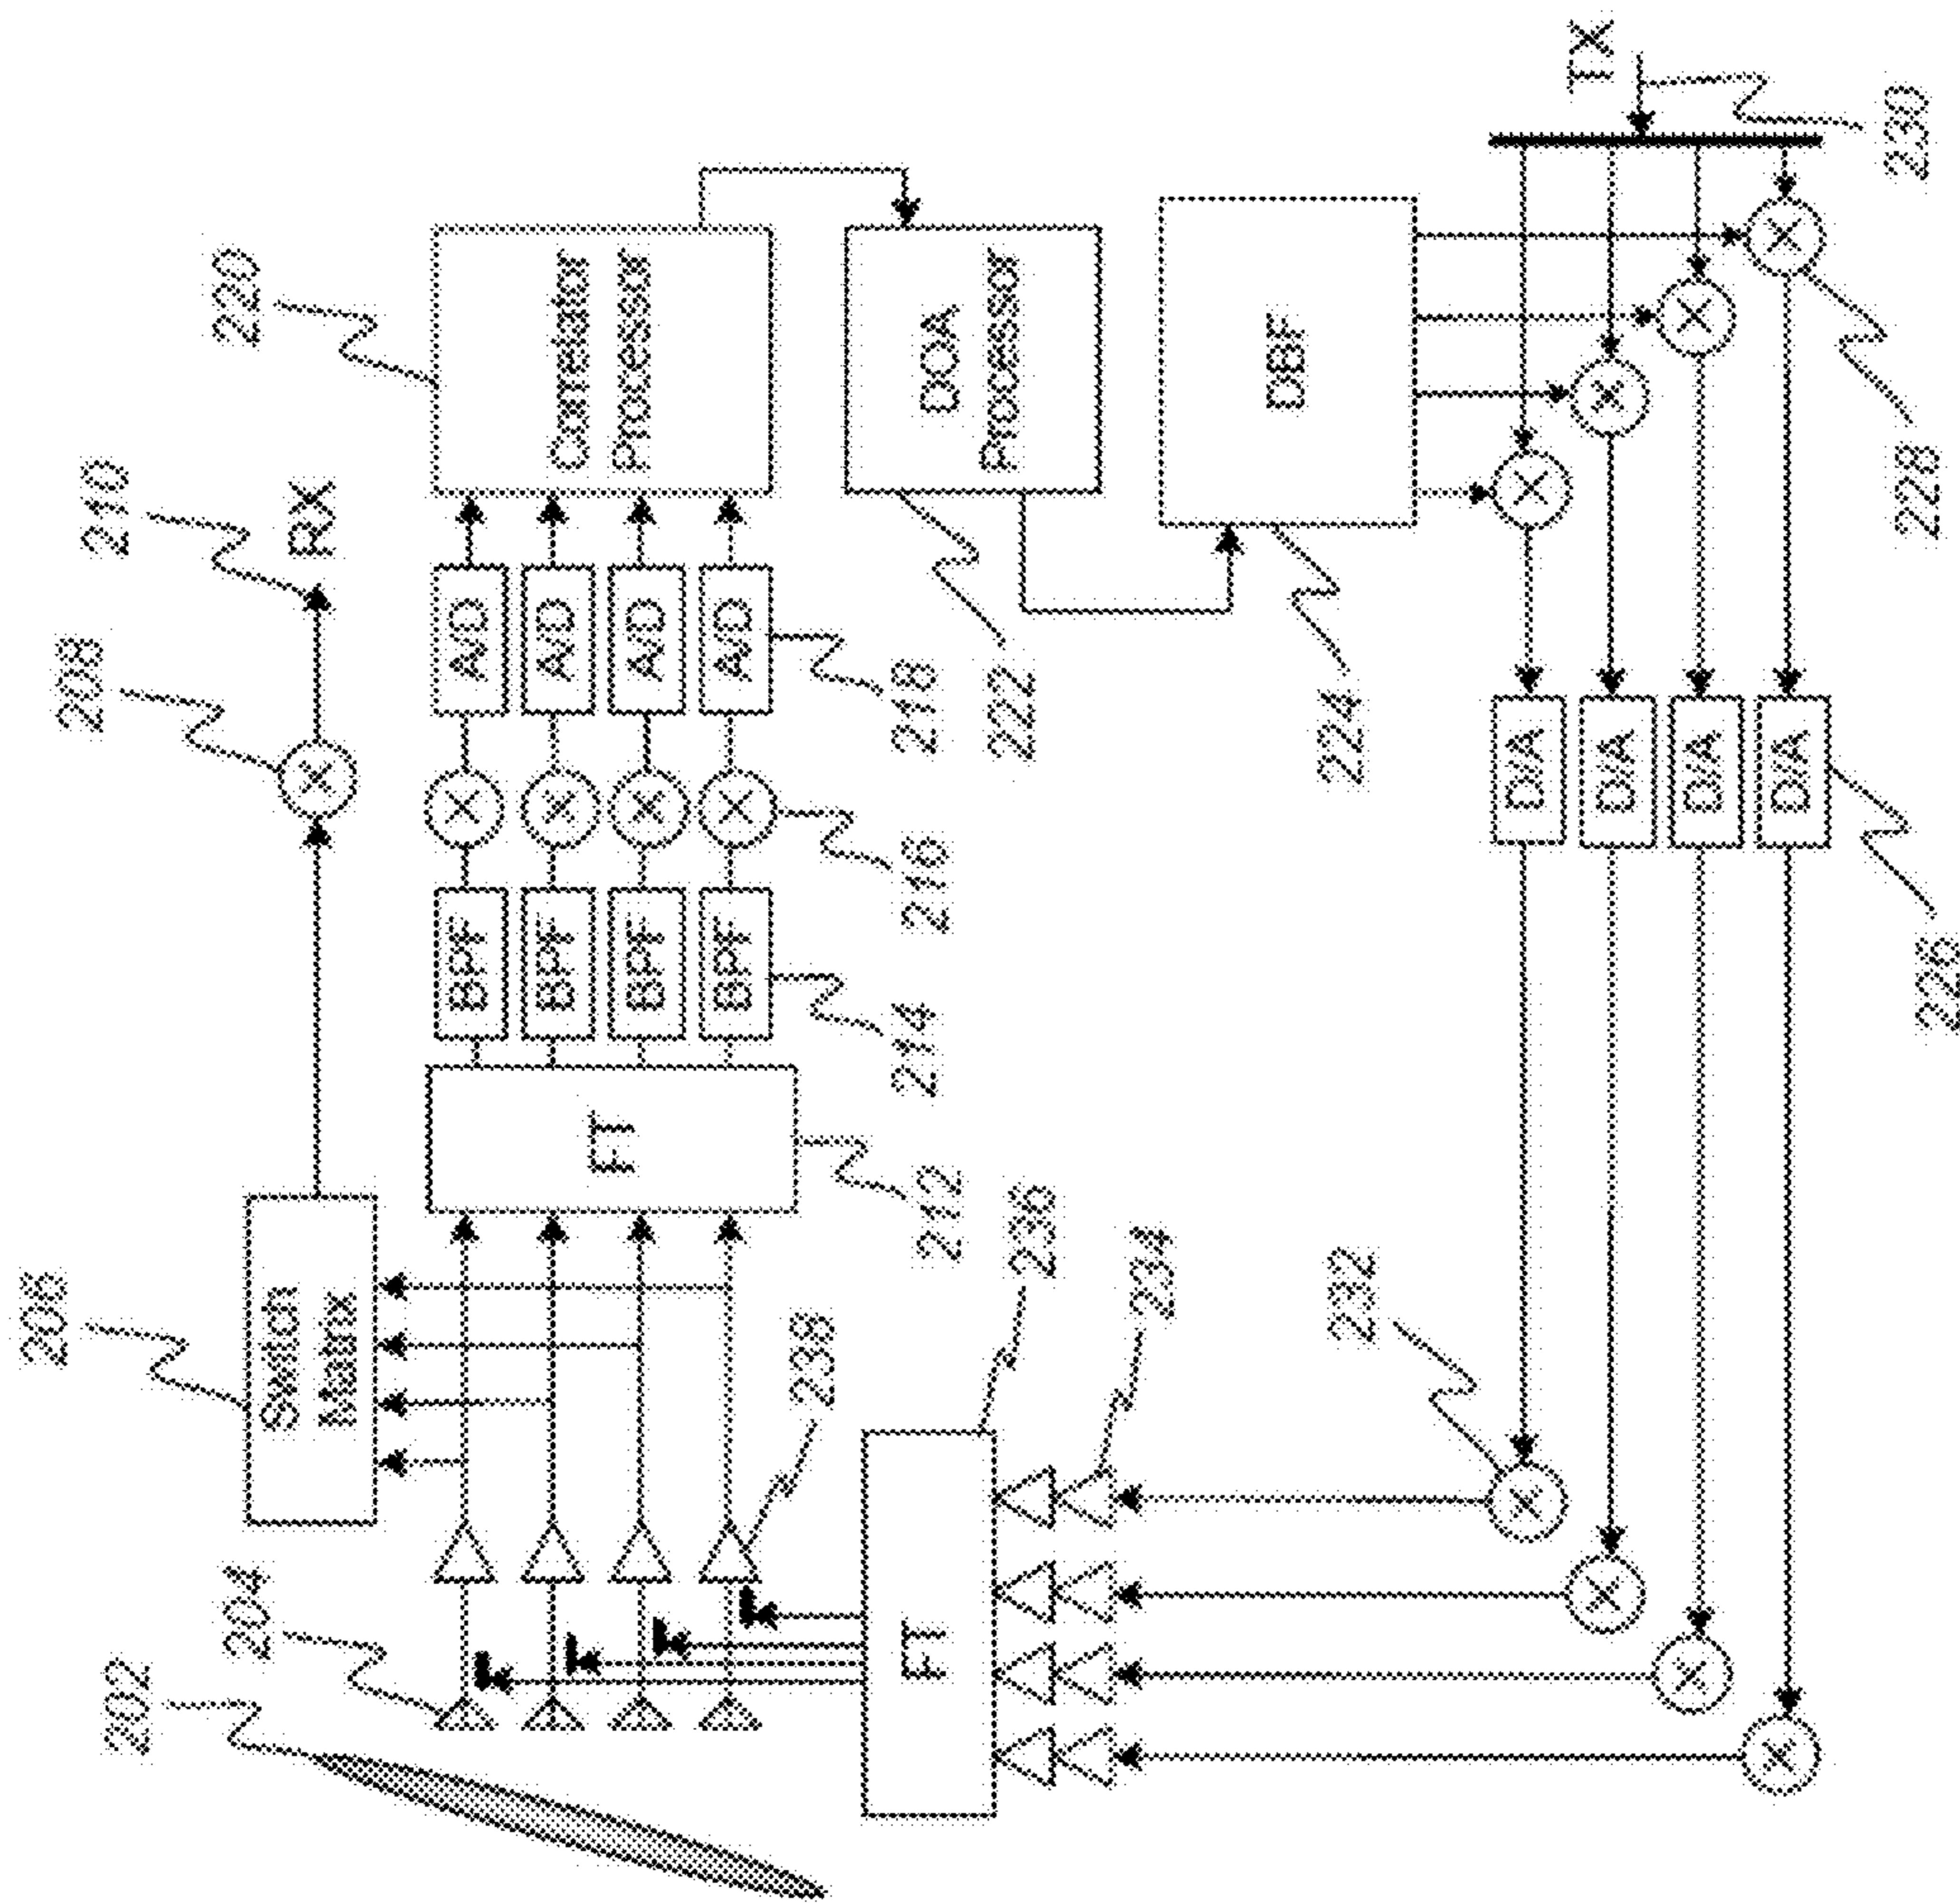 202
204
206
Switch
Matrix
208
210
RX
238
FT
212
BPF
BPF
BPF
BPF
214
216
A/D
A/D
A/D
A/D
218
220
Correlator
Processor
DOA
Processor
222
DBF
224
TX
230
228
D/A
D/A
D/A
D/A
226
232
234
236
FT